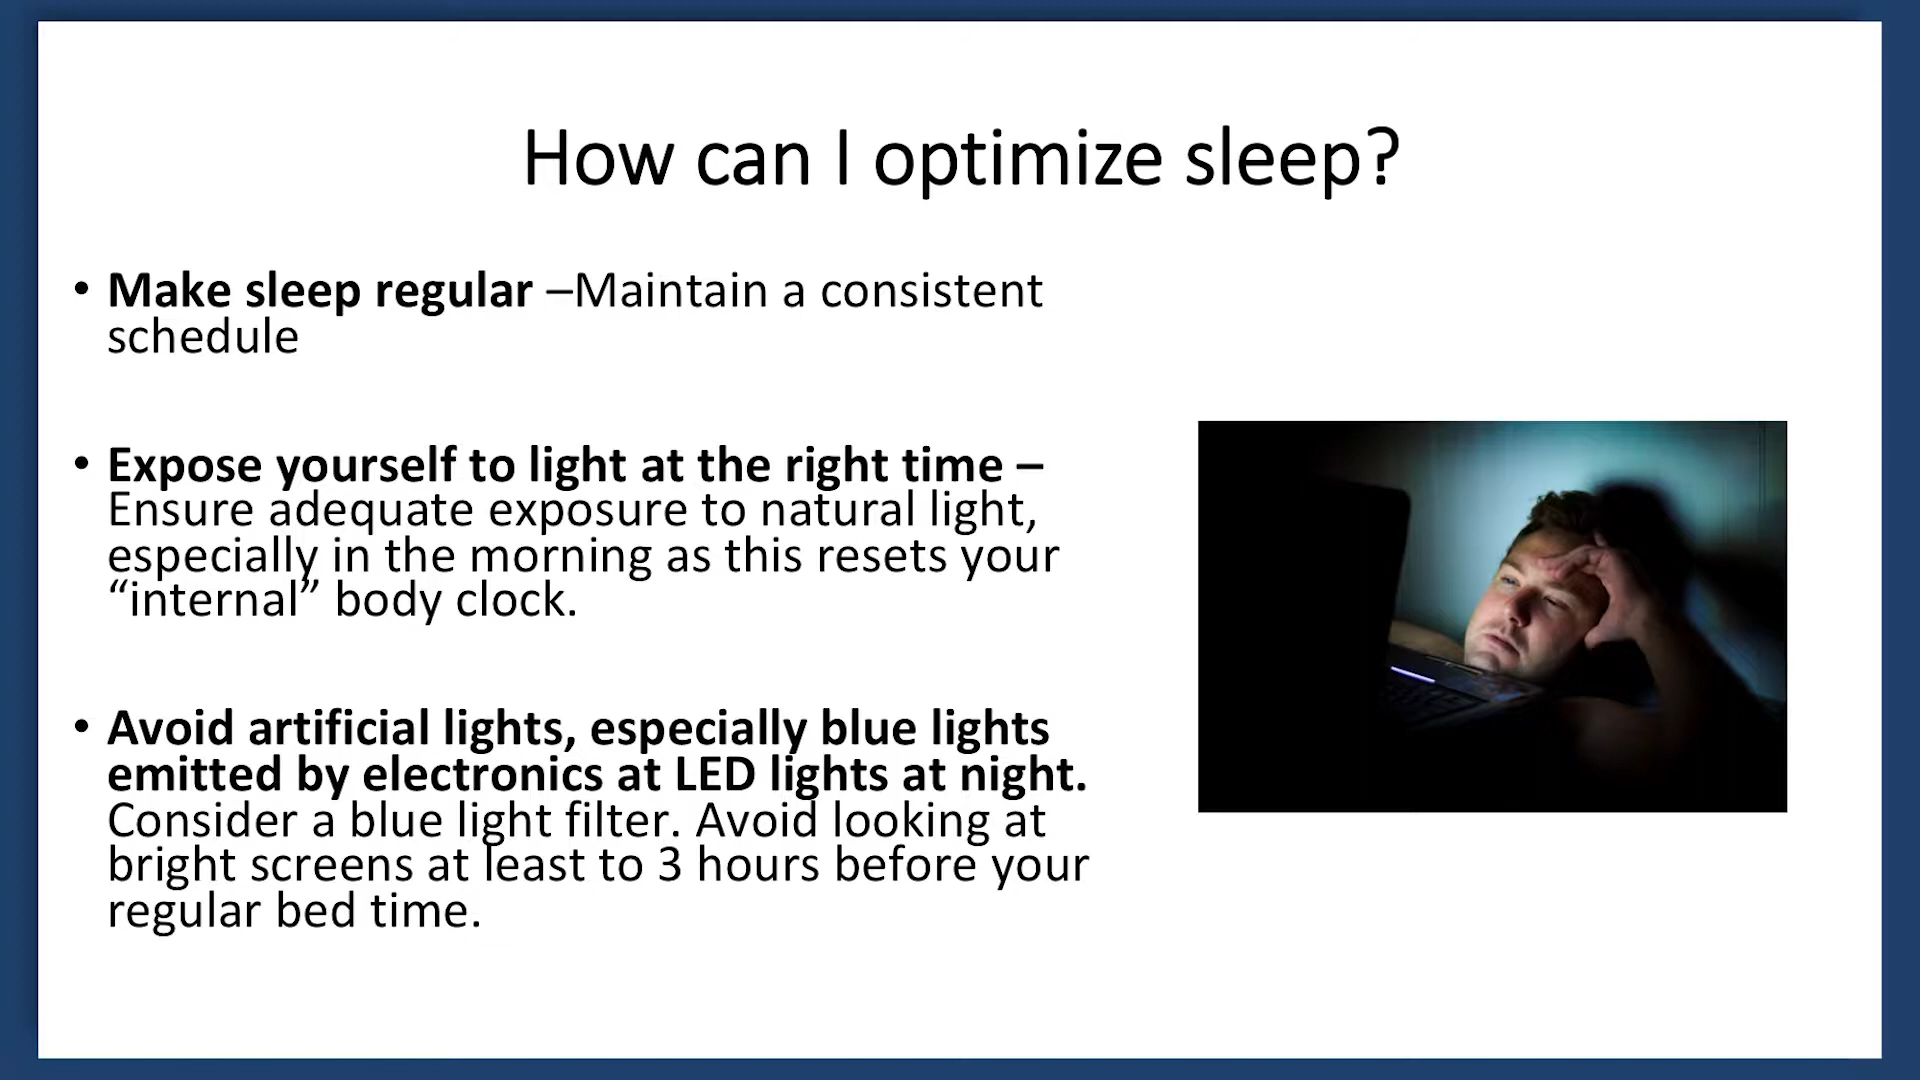 How can I optimize sleep?
• Make sleep regular –Maintain a consistent
schedule
• Expose yourself to light at the right time –
Ensure adequate exposure to natural light,
especially in the morning as this resets your
“internal” body clock.
• Avoid artificial lights, especially blue lights
emitted by electronics at LED lights at night.
Consider a blue light filter. Avoid looking at
bright screens at least to 3 hours before your
regular bed time.